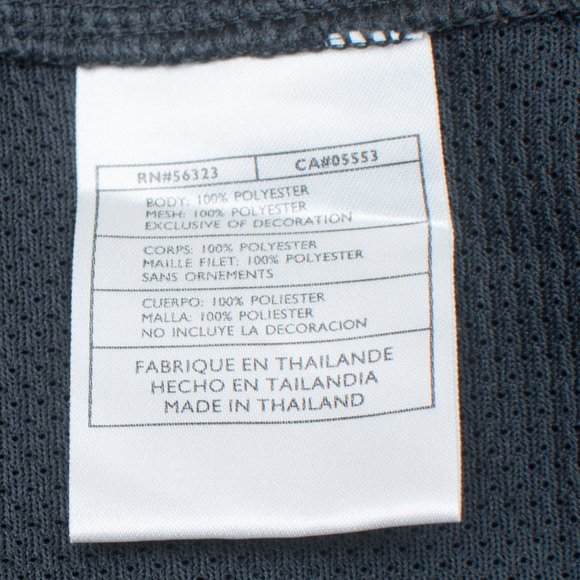 RN#56323 CA#05553
BODY: 100% POLYESTER
MESH: 100% POLYESTER
EXCLUSIVE OF DECORATION
CORPS: 100% POLYESTER
MAILLE FILET: 100% POLYESTER
SANS ORNEMENTS
CUERPO: 100% POLIESTER
MALLA: 100% POLIESTER
NO INCLUYE LA DECORACION
FABRIQUE EN THAILANDE
HECHO EN TAILANDIA
MADE IN THAILAND